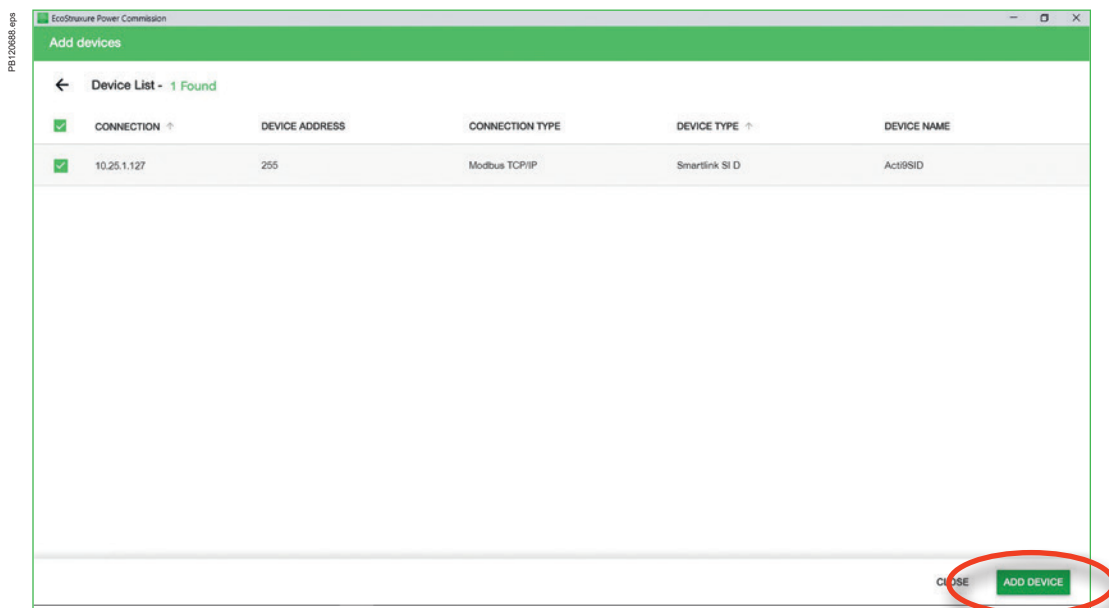 PB120688.eps
EcoStruxure Power Commission
Add devices
Device List - 1 Found
CONNECTION ↑ DEVICE ADDRESS CONNECTION TYPE DEVICE TYPE ↑ DEVICE NAME
10.25.1.127 255 Modbus TCP/IP Smartlink SI D Acti9SID
CLOSE ADD DEVICE